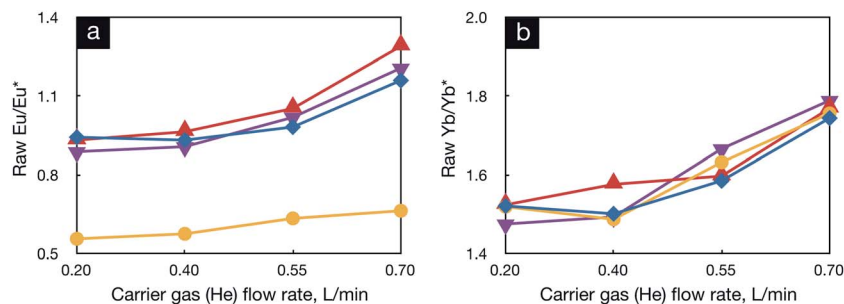 a
Raw Eu/Eu*
1.4
1.1
0.8
0.5
0.20 0.40 0.55 0.70
Carrier gas (He) flow rate, L/min
b
Raw Yb/Yb*
2.0
1.8
1.6
1.4
0.20 0.40 0.55 0.70
Carrier gas (He) flow rate, L/min